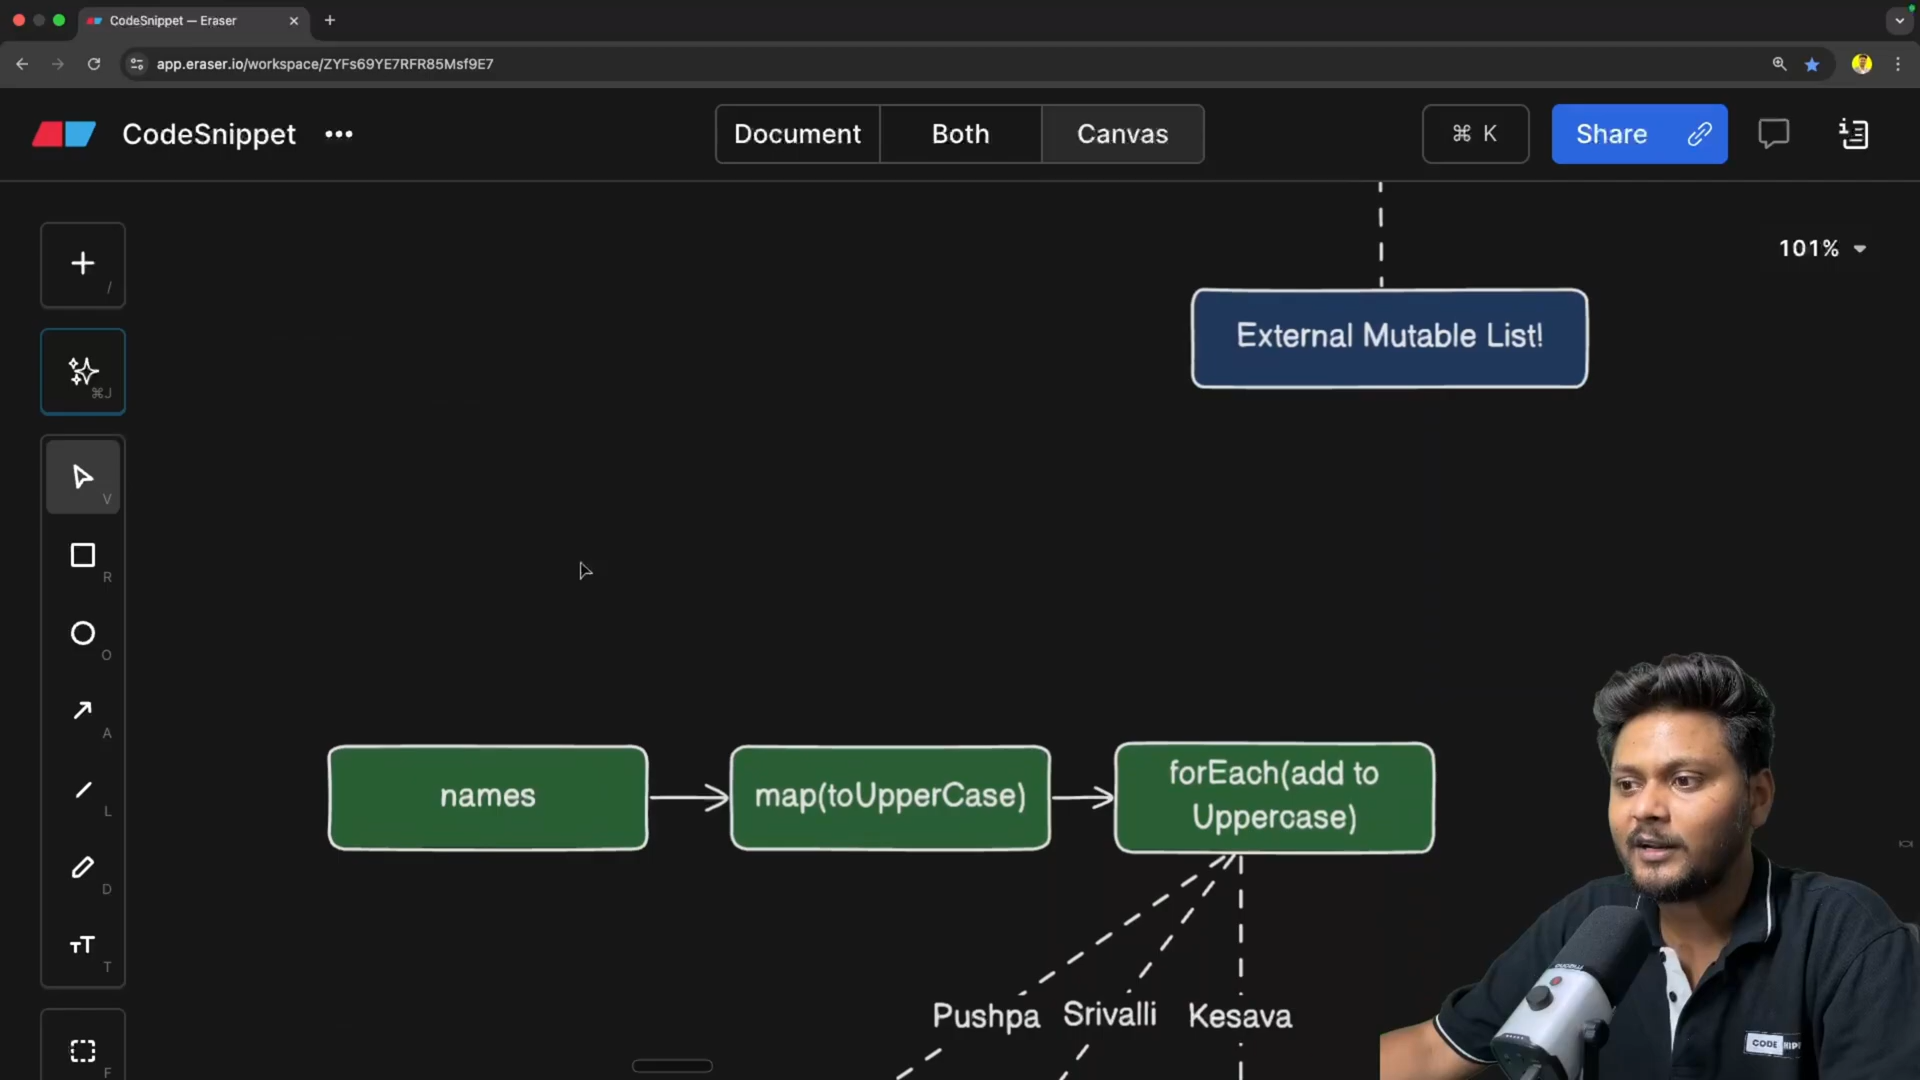 CodeSnippet — Eraser
app.eraser.io/workspace/ZYFs69YE7RFR85Msf9E7
CodeSnippet
Document
Both
Canvas
⌘ K
Share
101%
/
⌘J
V
R
O
A
L
D
T
F
External Mutable List!
names
map(toUpperCase)
forEach(add to
Uppercase)
Pushpa
Srivalli
Kesava
CODE